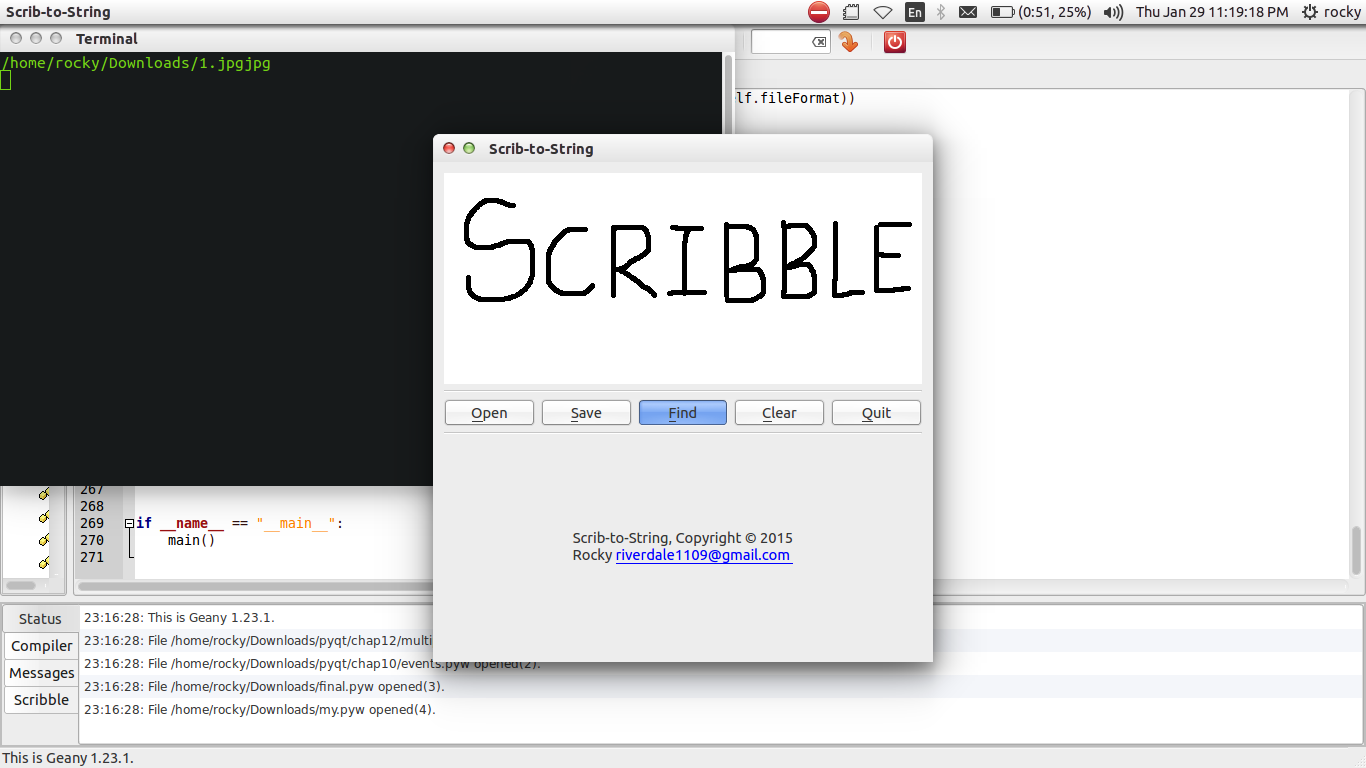 Scrib-to-String
En
(0:51, 25%)
Thu Jan 29 11:19:18 PM
rocky
Terminal
/home/rocky/Downloads/1.jpgjpg
lf.fileFormat))
Scrib-to-String
SCRIBBLE
Open
Save
Find
Clear
Quit
Scrib-to-String, Copyright © 2015
Rocky riverdale1109@gmail.com
267
268
269 if __name__ == "__main__":
270 main()
271
Status
Compiler
Messages
Scribble
23:16:28: This is Geany 1.23.1.
23:16:28: File /home/rocky/Downloads/pyqt/chap12/multi
23:16:28: File /home/rocky/Downloads/pyqt/chap10/events.pyw opened(2).
23:16:28: File /home/rocky/Downloads/final.pyw opened(3).
23:16:28: File /home/rocky/Downloads/my.pyw opened(4).
This is Geany 1.23.1.